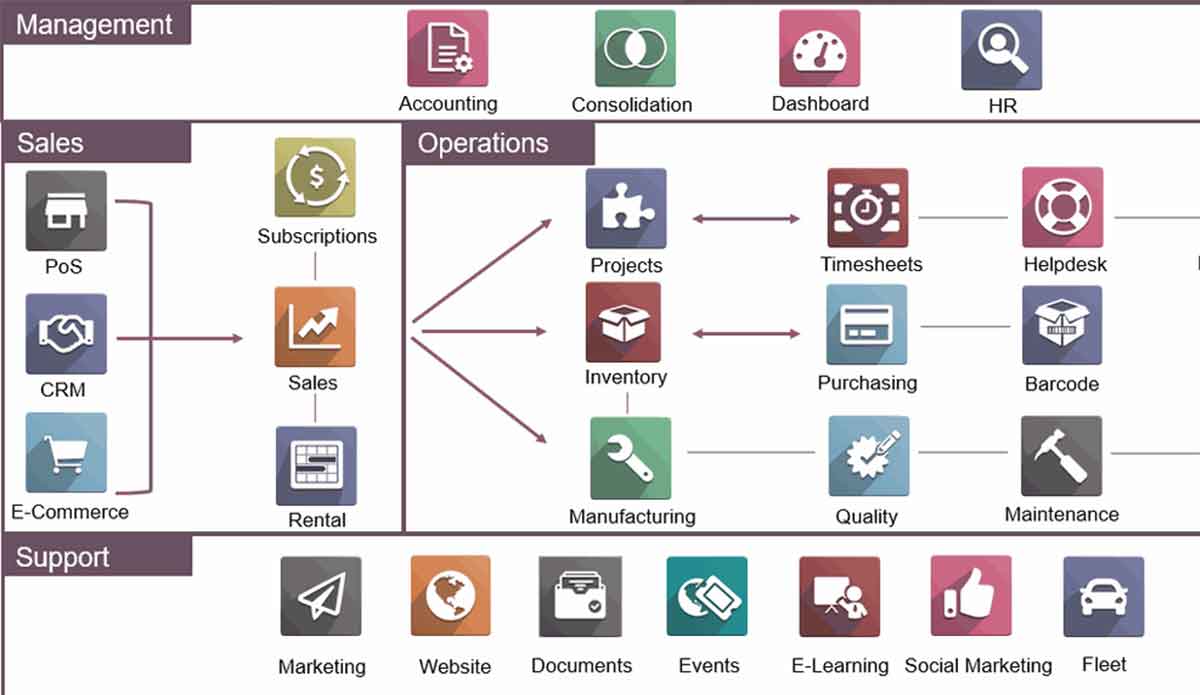 Management
Accounting
Consolidation
Dashboard
HR
Sales
PoS
CRM
E-Commerce
Subscriptions
$
Sales
Rental
Operations
Projects
Timesheets
Helpdesk
Inventory
Purchasing
Barcode
Manufacturing
Quality
Maintenance
Support
Marketing
Website
Documents
Events
E-Learning
Social Marketing
Fleet